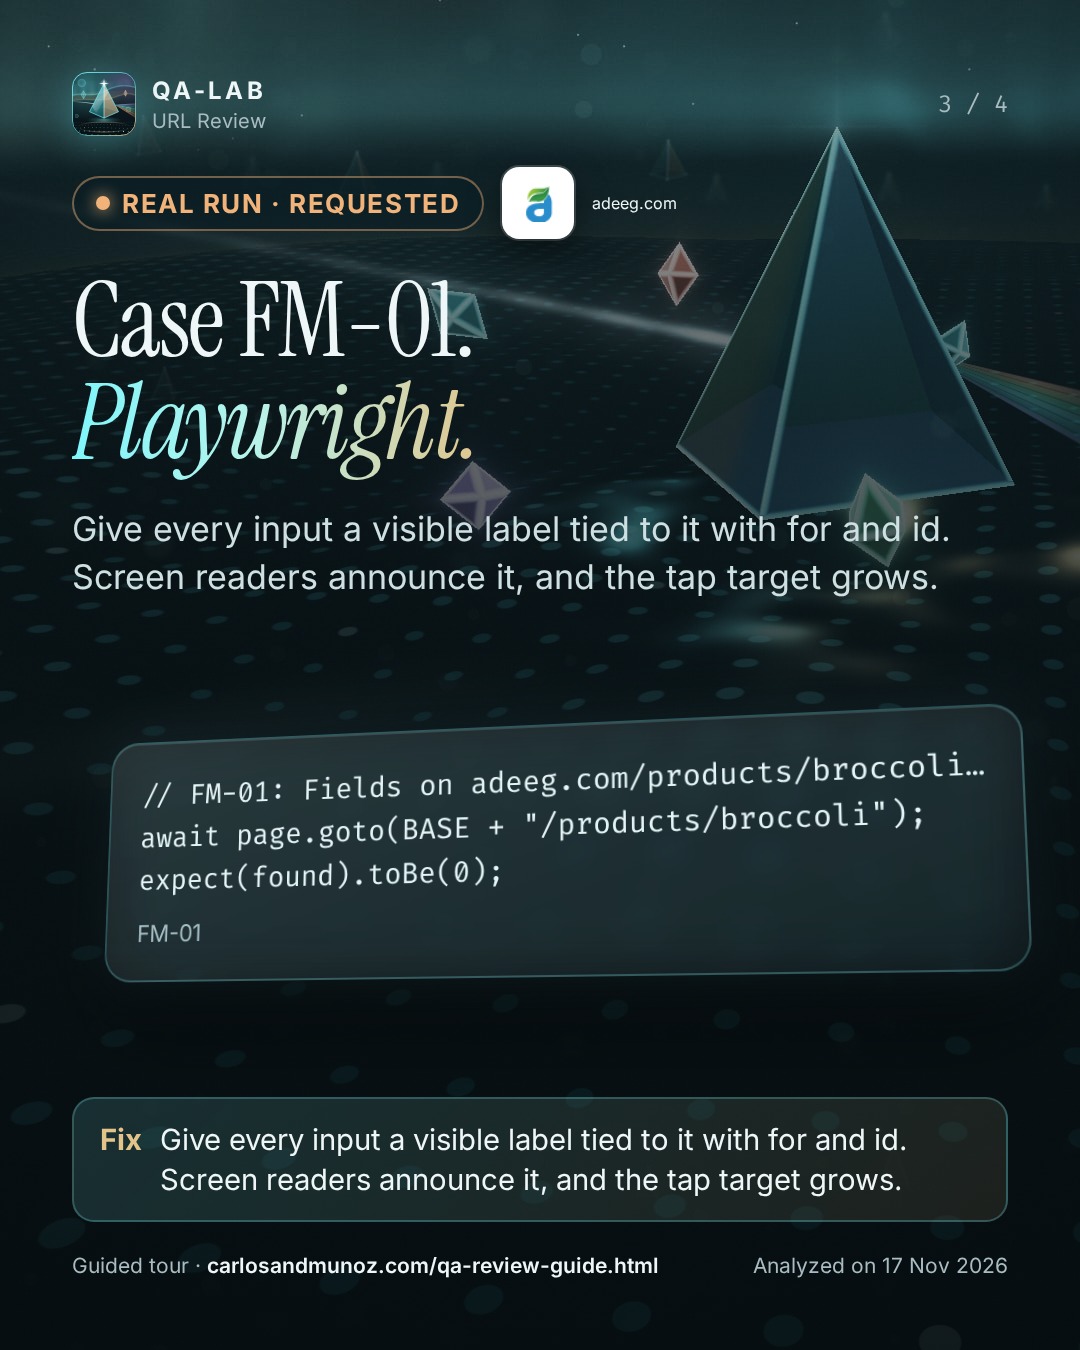 QA-LAB
URL Review
3 / 4
REAL RUN · REQUESTED
a
adeeg.com
Case FM-01.
Playwright.
Give every input a visible label tied to it with for and id.
Screen readers announce it, and the tap target grows.
// FM-01: Fields on adeeg.com/products/broccoli…
await page.goto(BASE + "/products/broccoli");
expect(found).toBe(0);
FM-01
Fix Give every input a visible label tied to it with for and id.
Screen readers announce it, and the tap target grows.
Guided tour · carlosandmunoz.com/qa-review-guide.html
Analyzed on 17 Nov 2026